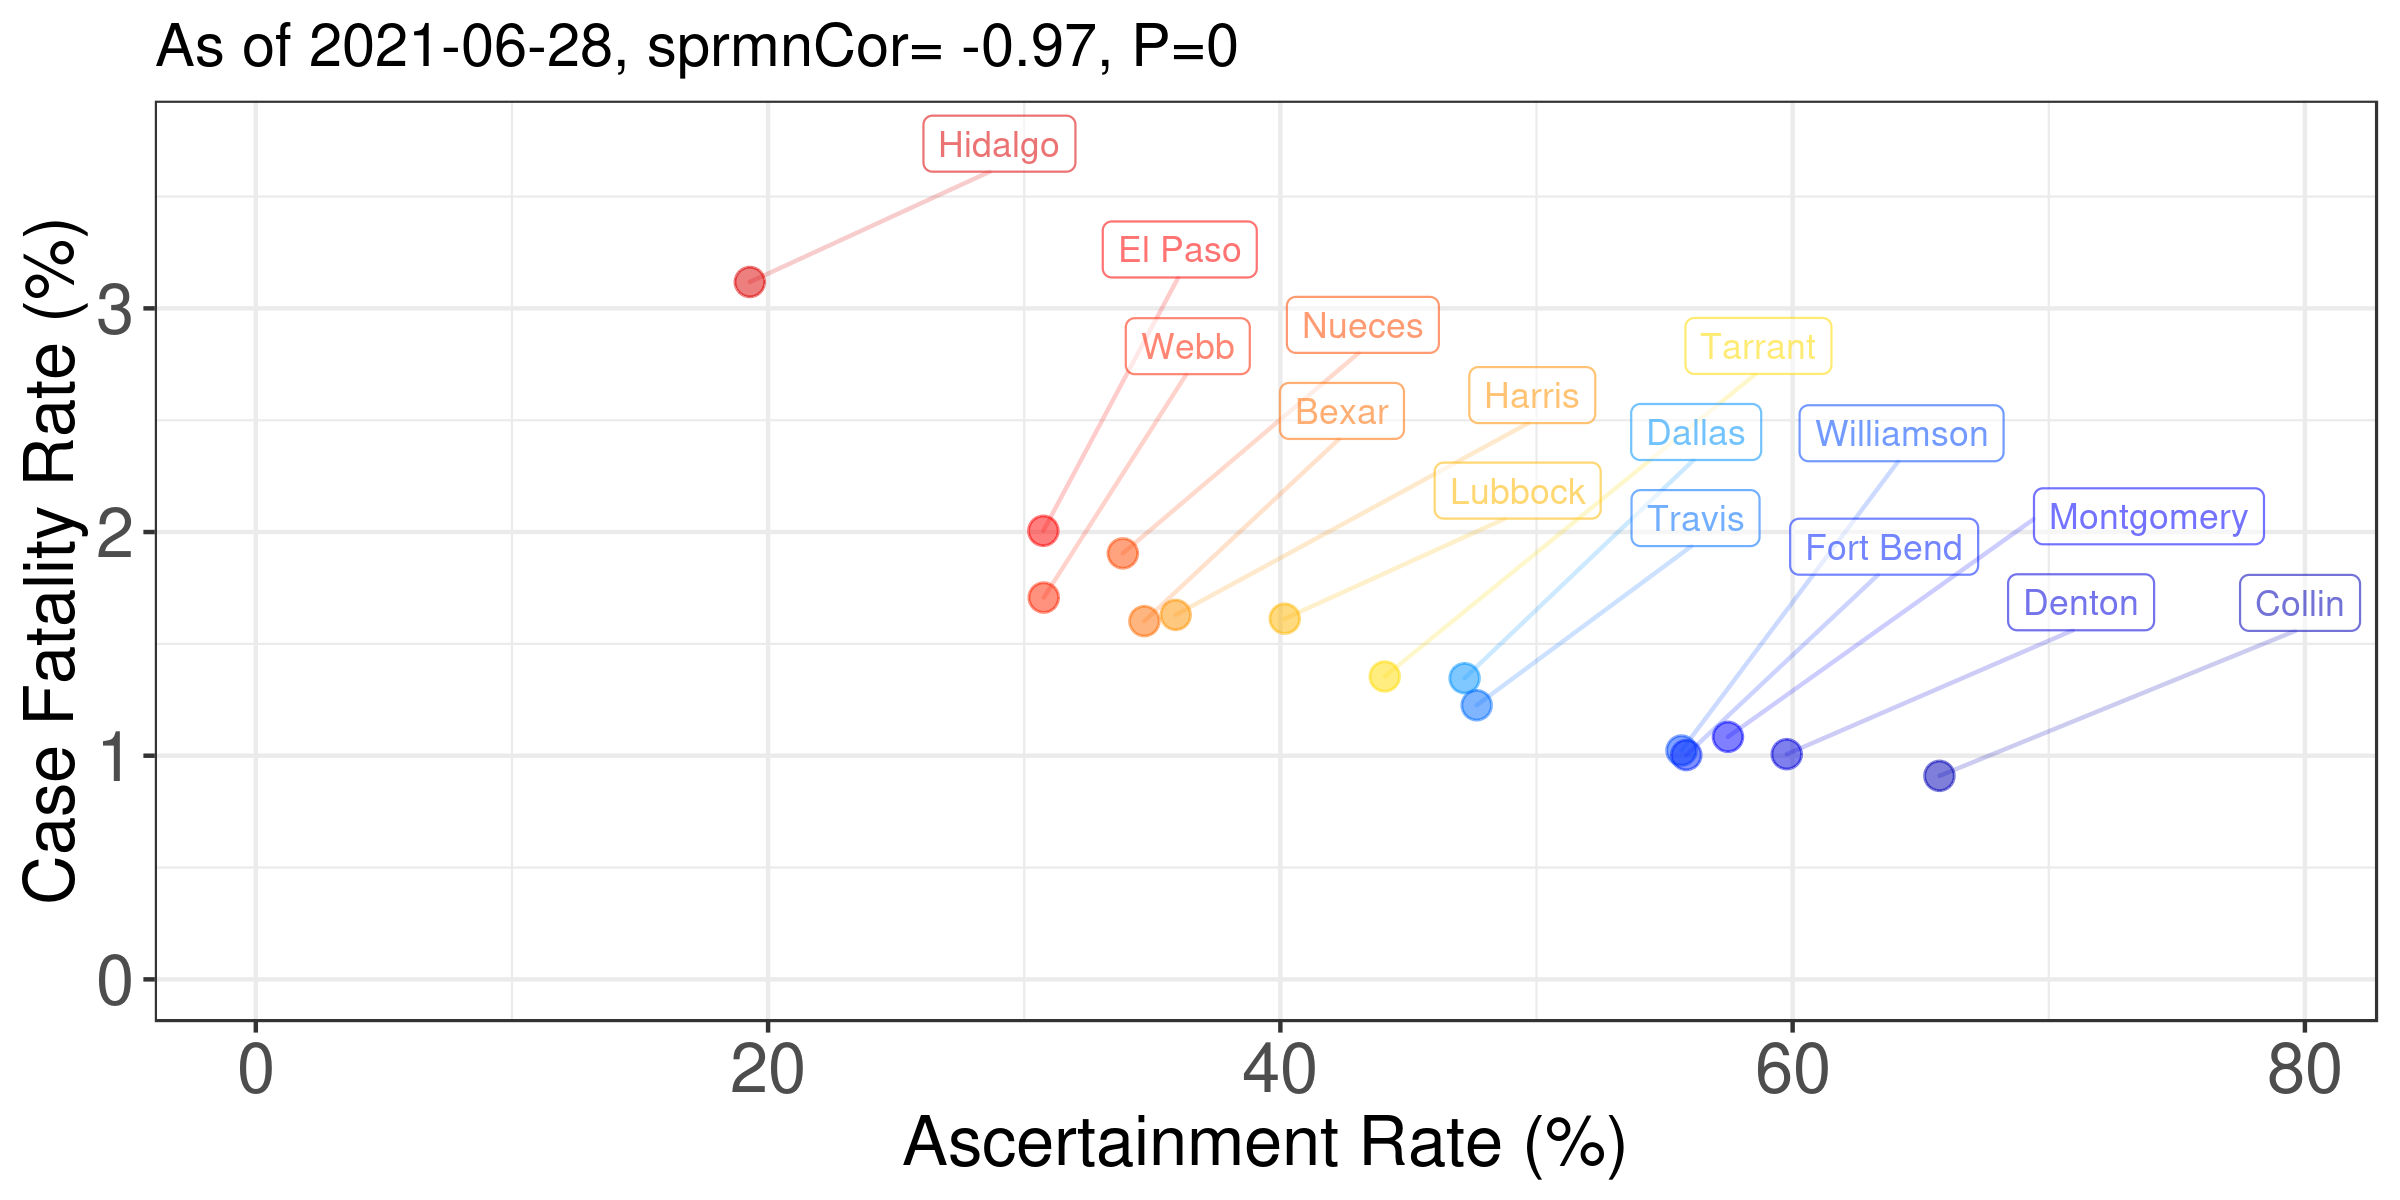 As of 2021-06-28, sprmnCor= -0.97, P=0
Hidalgo
El Paso
Nueces
Webb
Tarrant
Harris
Bexar
Dallas
Williamson
Lubbock
Travis
Montgomery
Fort Bend
Denton
Collin
Case Fatality Rate (%)
3
2
1
0
0 20 40 60 80
Ascertainment Rate (%)